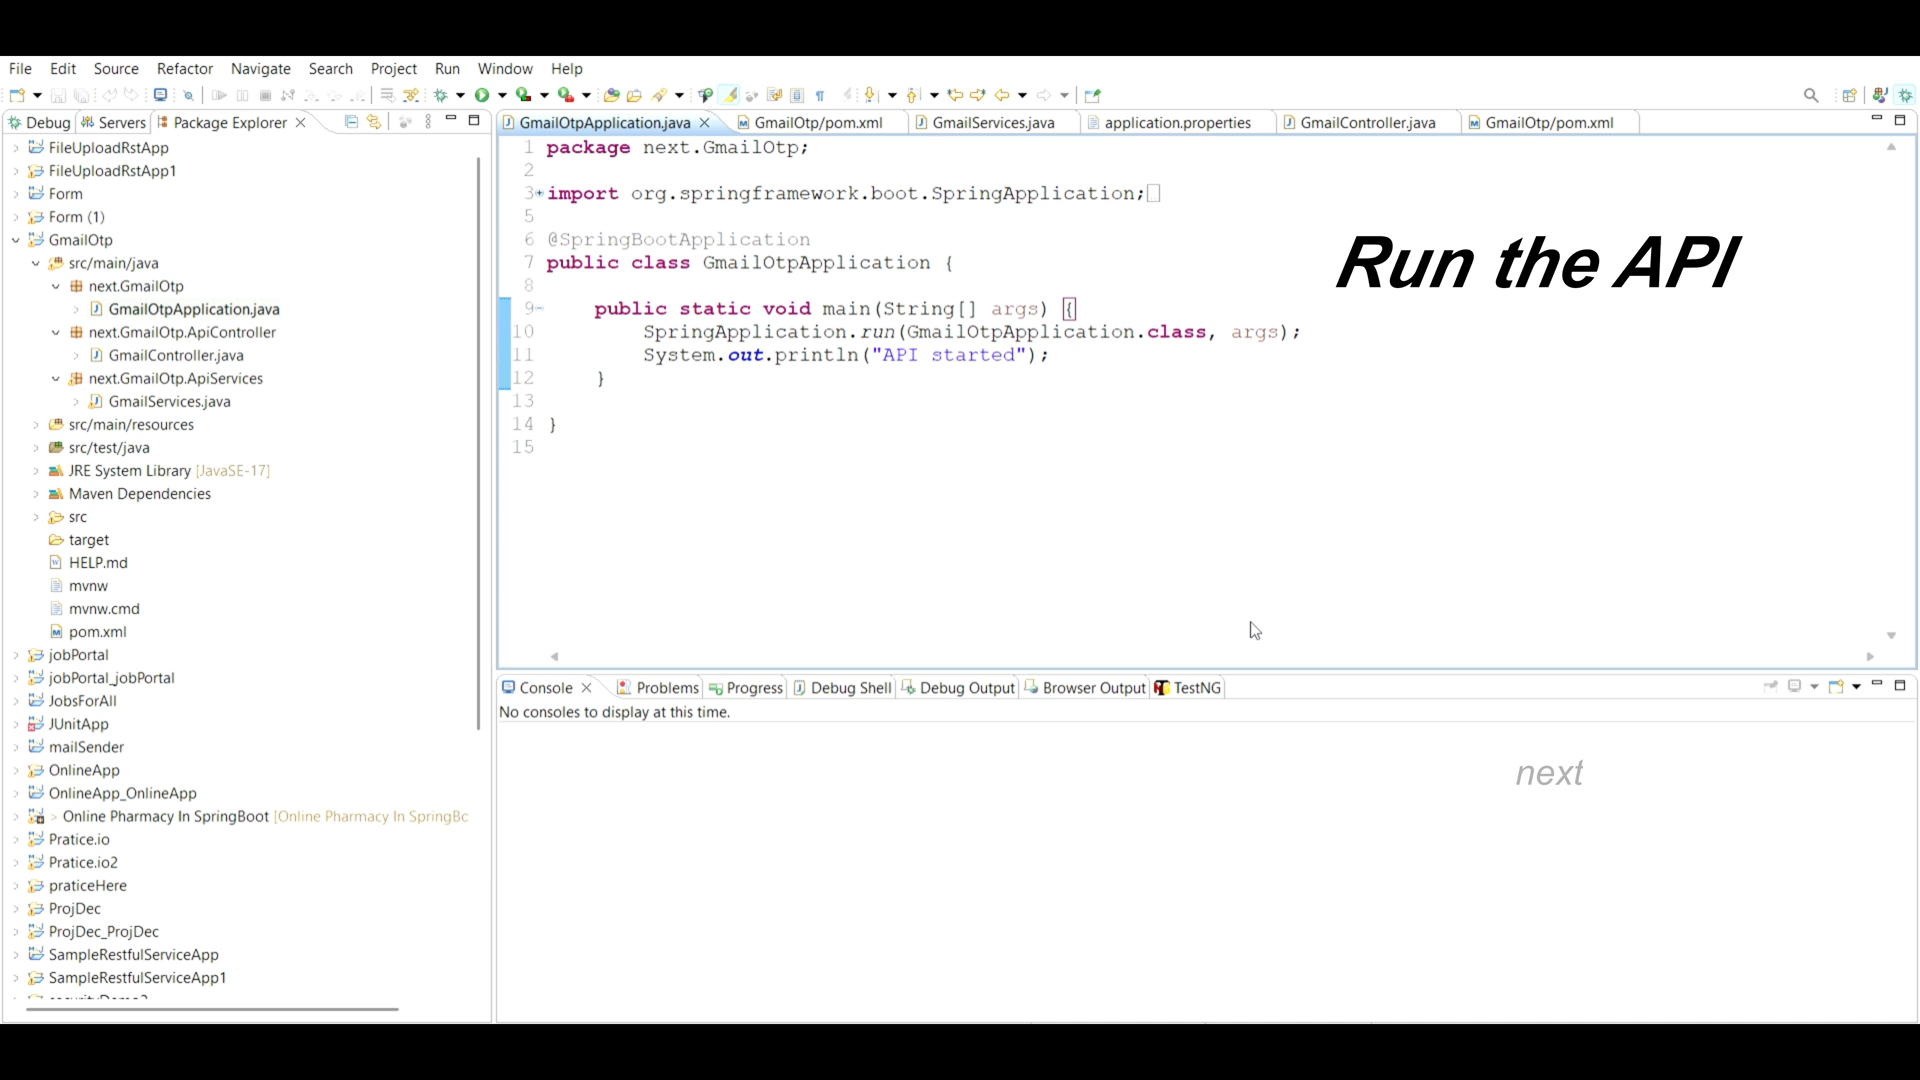 File Edit Source Refactor Navigate Search Project Run Window Help
Debug Servers Package Explorer
GmailOtpApplication.java GmailOtp/pom.xml GmailServices.java application.properties GmailController.java GmailOtp/pom.xml
FileUploadRstApp
FileUploadRstApp1
Form
Form (1)
GmailOtp
src/main/java
next.GmailOtp
GmailOtpApplication.java
next.GmailOtp.ApiController
GmailController.java
next.GmailOtp.ApiServices
GmailServices.java
src/main/resources
src/test/java
JRE System Library [JavaSE-17]
Maven Dependencies
src
target
HELP.md
mvnw
mvnw.cmd
pom.xml
jobPortal
jobPortal_jobPortal
JobsForAll
JUnitApp
mailSender
OnlineApp
OnlineApp_OnlineApp
> Online Pharmacy In SpringBoot [Online Pharmacy In SpringBc
Pratice.io
Pratice.io2
praticeHere
ProjDec
ProjDec_ProjDec
SampleRestfulServiceApp
SampleRestfulServiceApp1
1 package next.GmailOtp;
2
3 import org.springframework.boot.SpringApplication;
5
6 @SpringBootApplication
7 public class GmailOtpApplication {
8
9 public static void main(String[] args) {
10 SpringApplication.run(GmailOtpApplication.class, args);
11 System.out.println("API started");
12 }
13
14 }
15
Run the API
Console Problems Progress Debug Shell Debug Output Browser Output TestNG
No consoles to display at this time.
next